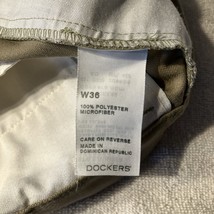 W36
100% POLYESTER
MICROFIBER
CARE ON REVERSE
MADE IN
DOMINICAN REPUBLIC
DOCKERS®